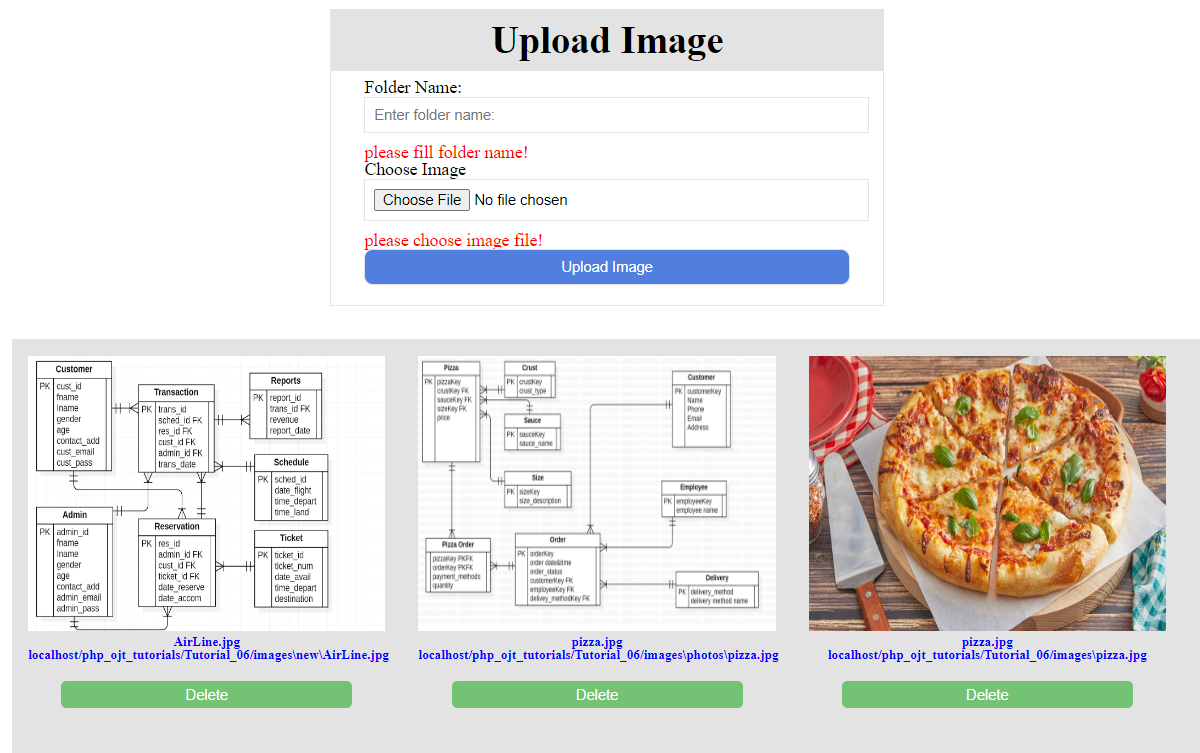 Upload Image
Folder Name:
Enter folder name:
please fill folder name!
Choose Image
Choose File No file chosen
please choose image file!
Upload Image
Customer
PK cust_id
fname
lname
gender
age
contact_add
cust_email
cust_pass
Transaction
PK trans_id
sched_id FK
res_id FK
cust_id FK
admin_id FK
trans_date
Reports
PK report_id
trans_id FK
revenue
report_date
Schedule
PK sched_id
date_flight
time_depart
time_land
Admin
PK admin_id
fname
lname
gender
age
contact_add
admin_email
admin_pass
Reservation
PK res_id
admin_id FK
cust_id FK
ticket_id FK
date_reserve
date_accom
Ticket
PK ticket_id
ticket_num
date_avail
time_depart
destination
AirLine.jpg
localhost/php_ojt_tutorials/Tutorial_06/images\new\AirLine.jpg
Delete
Pizza
PK pizzaKey
crustKey FK
sauceKey FK
sizeKey FK
price
Crust
PK crustKey
crust_type
Sauce
PK sauceKey
sauce_name
Size
PK sizeKey
size_description
Customer
PK customerKey
Name
Phone
Email
Address
Employee
PK employeeKey
employee name
Pizza Order
pizzaKey PKFK
orderKey PKFK
payment_methods
quantity
Order
PK orderKey
order date&time
order_status
customerKey FK
employeeKey FK
delivey_methodKey FK
Delivery
PK delivery_method
delivery method name
pizza.jpg
localhost/php_ojt_tutorials/Tutorial_06/images\photos\pizza.jpg
Delete
pizza.jpg
localhost/php_ojt_tutorials/Tutorial_06/images\pizza.jpg
Delete